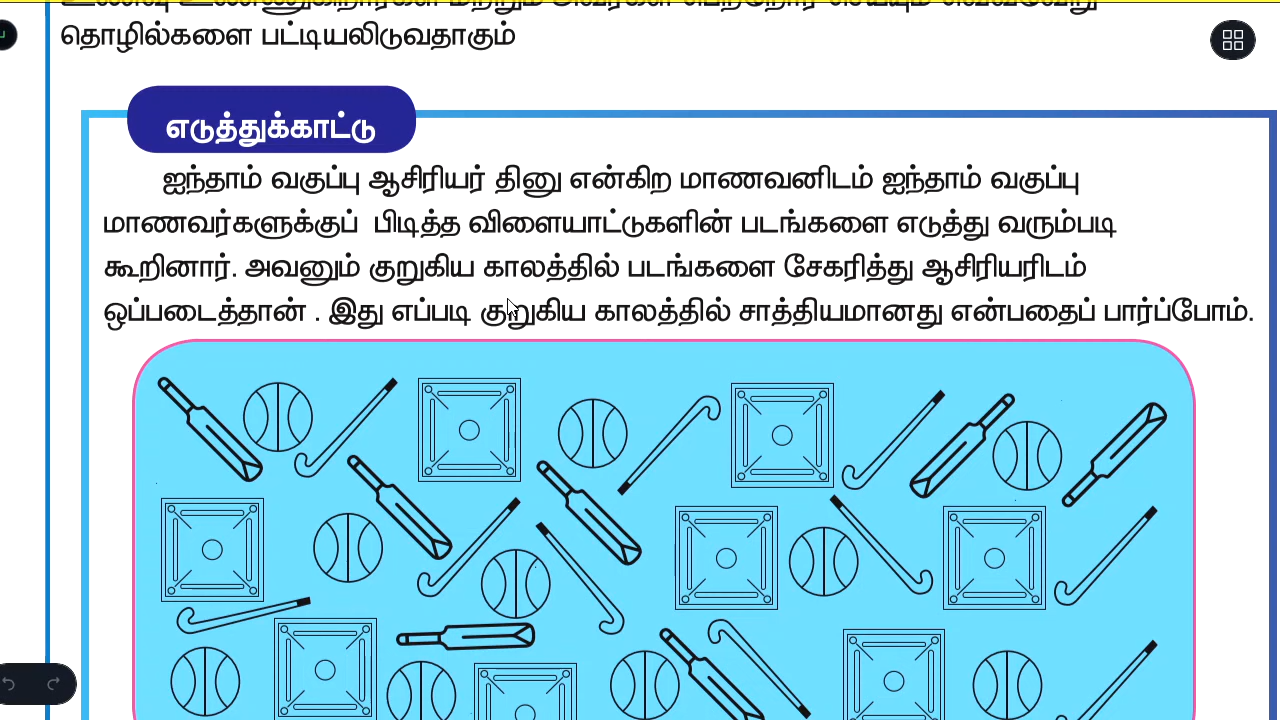 தொழில்களை பட்டியலிடுவதாகும்
எடுத்துக்காட்டு
ஐந்தாம் வகுப்பு ஆசிரியர் தினு என்கிற மாணவனிடம் ஐந்தாம் வகுப்பு
மாணவர்களுக்குப் பிடித்த விளையாட்டுகளின் படங்களை எடுத்து வரும்படி
கூறினார். அவனும் குறுகிய காலத்தில் படங்களை சேகரித்து ஆசிரியரிடம்
ஒப்படைத்தான் . இது எப்படி குறுகிய காலத்தில் சாத்தியமானது என்பதைப் பார்ப்போம்.